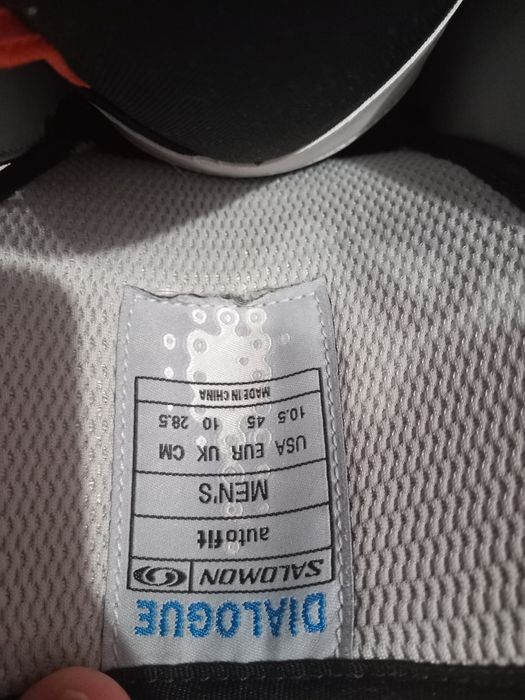 DIALOGUE
SALOMON
autofit
MEN'S
USA EUR UK CM
10.5 45 10 28.5
MADE IN CHINA